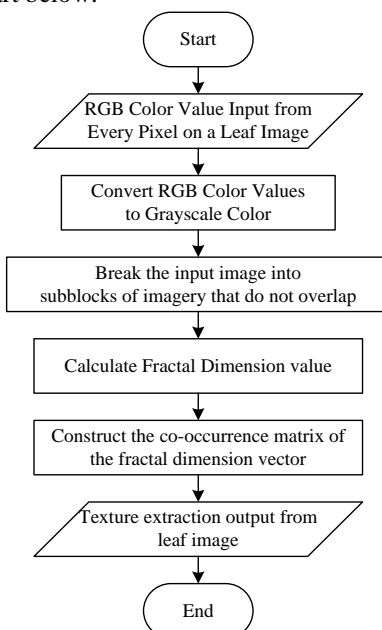 Start
RGB Color Value Input from
Every Pixel on a Leaf Image
Convert RGB Color Values
to Grayscale Color
Break the input image into
subblocks of imagery that do not overlap
Calculate Fractal Dimension value
Construct the co-occurrence matrix of
the fractal dimension vector
Texture extraction output from
leaf image
End